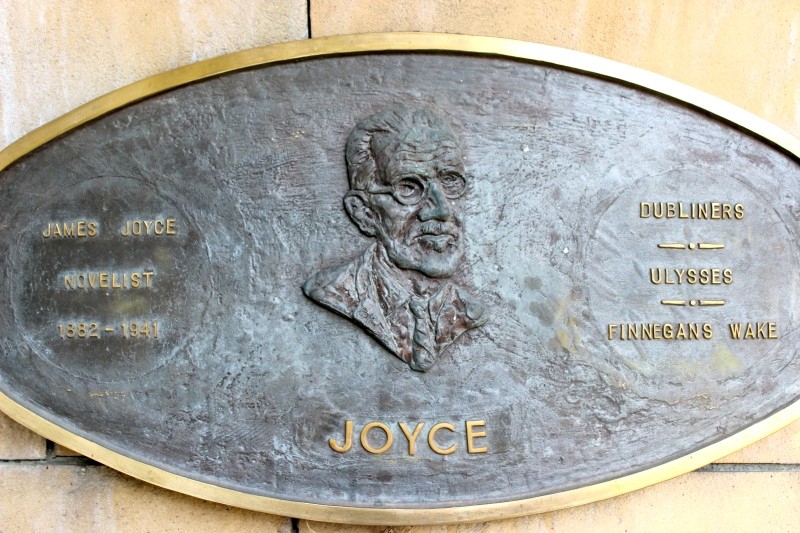 JAMES JOYCE
NOVELIST
1882 - 1941
DUBLINERS
ULYSSES
FINNEGANS WAKE
JOYCE